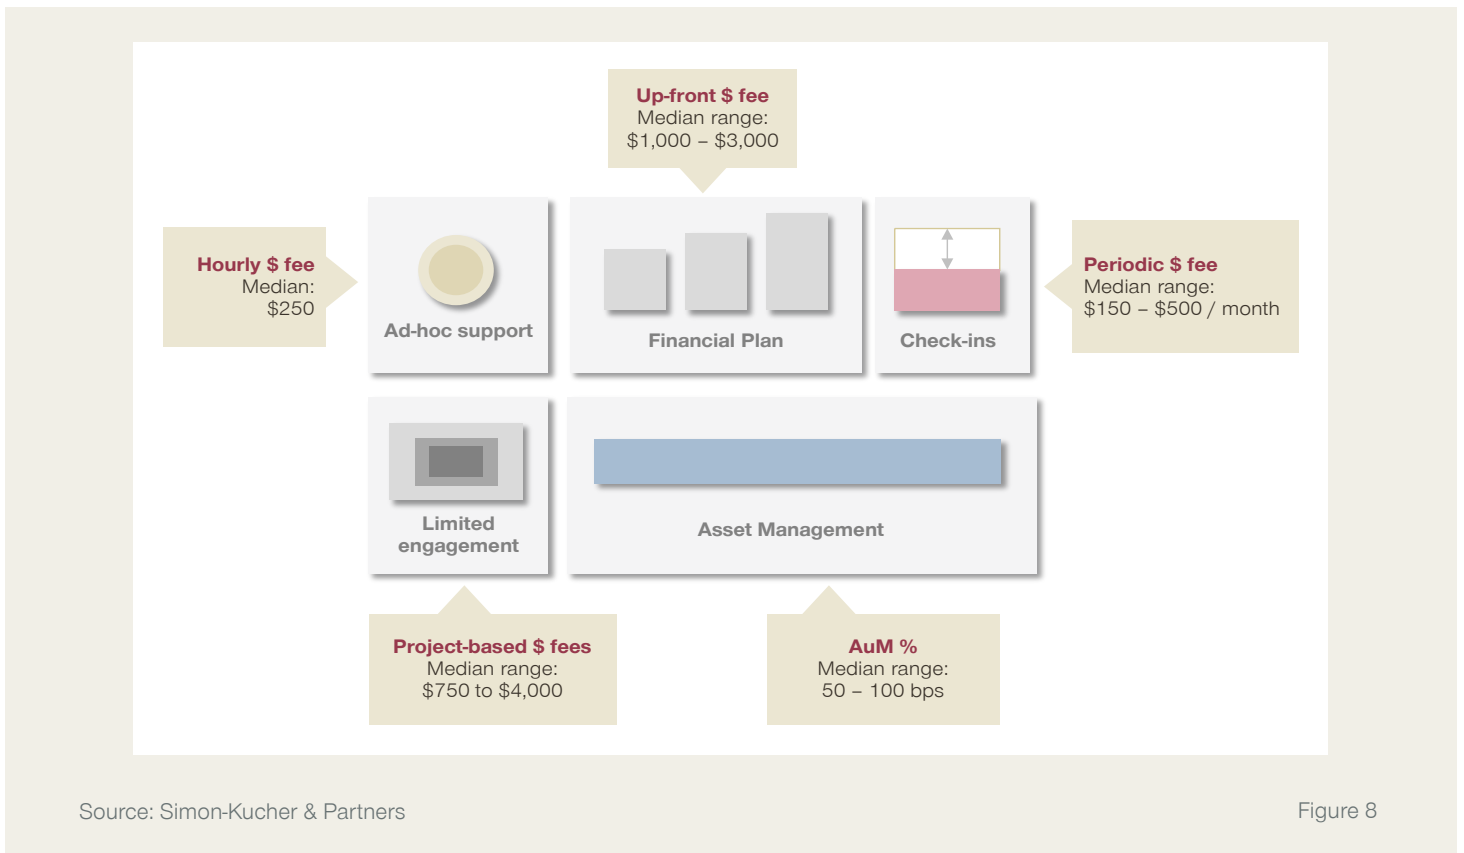 Up-front $ fee
Median range:
$1,000 – $3,000
Hourly $ fee
Median:
$250
Ad-hoc support
Financial Plan
Check-ins
Periodic $ fee
Median range:
$150 – $500 / month
Limited
engagement
Asset Management
Project-based $ fees
Median range:
$750 to $4,000
AuM %
Median range:
50 – 100 bps
Source: Simon-Kucher & Partners
Figure 8